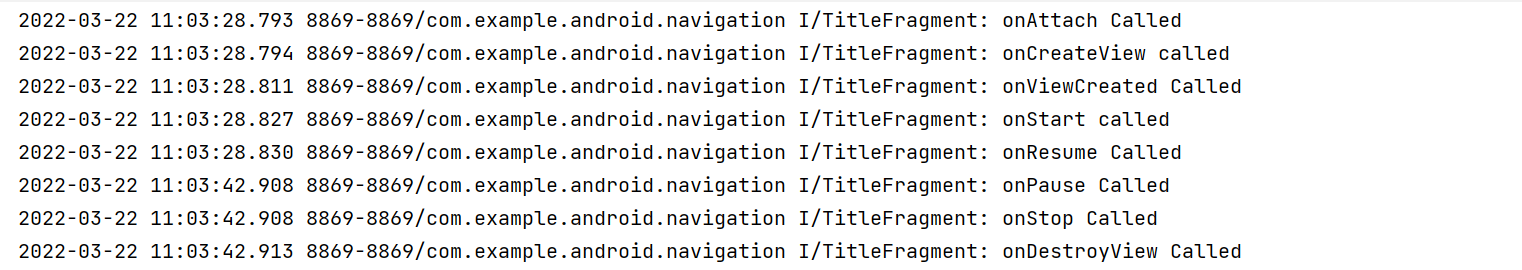 2022-03-22 11:03:28.793 8869-8869/com.example.android.navigation I/TitleFragment: onAttach Called
2022-03-22 11:03:28.794 8869-8869/com.example.android.navigation I/TitleFragment: onCreateView called
2022-03-22 11:03:28.811 8869-8869/com.example.android.navigation I/TitleFragment: onViewCreated Called
2022-03-22 11:03:28.827 8869-8869/com.example.android.navigation I/TitleFragment: onStart called
2022-03-22 11:03:28.830 8869-8869/com.example.android.navigation I/TitleFragment: onResume Called
2022-03-22 11:03:42.908 8869-8869/com.example.android.navigation I/TitleFragment: onPause Called
2022-03-22 11:03:42.908 8869-8869/com.example.android.navigation I/TitleFragment: onStop Called
2022-03-22 11:03:42.913 8869-8869/com.example.android.navigation I/TitleFragment: onDestroyView Called